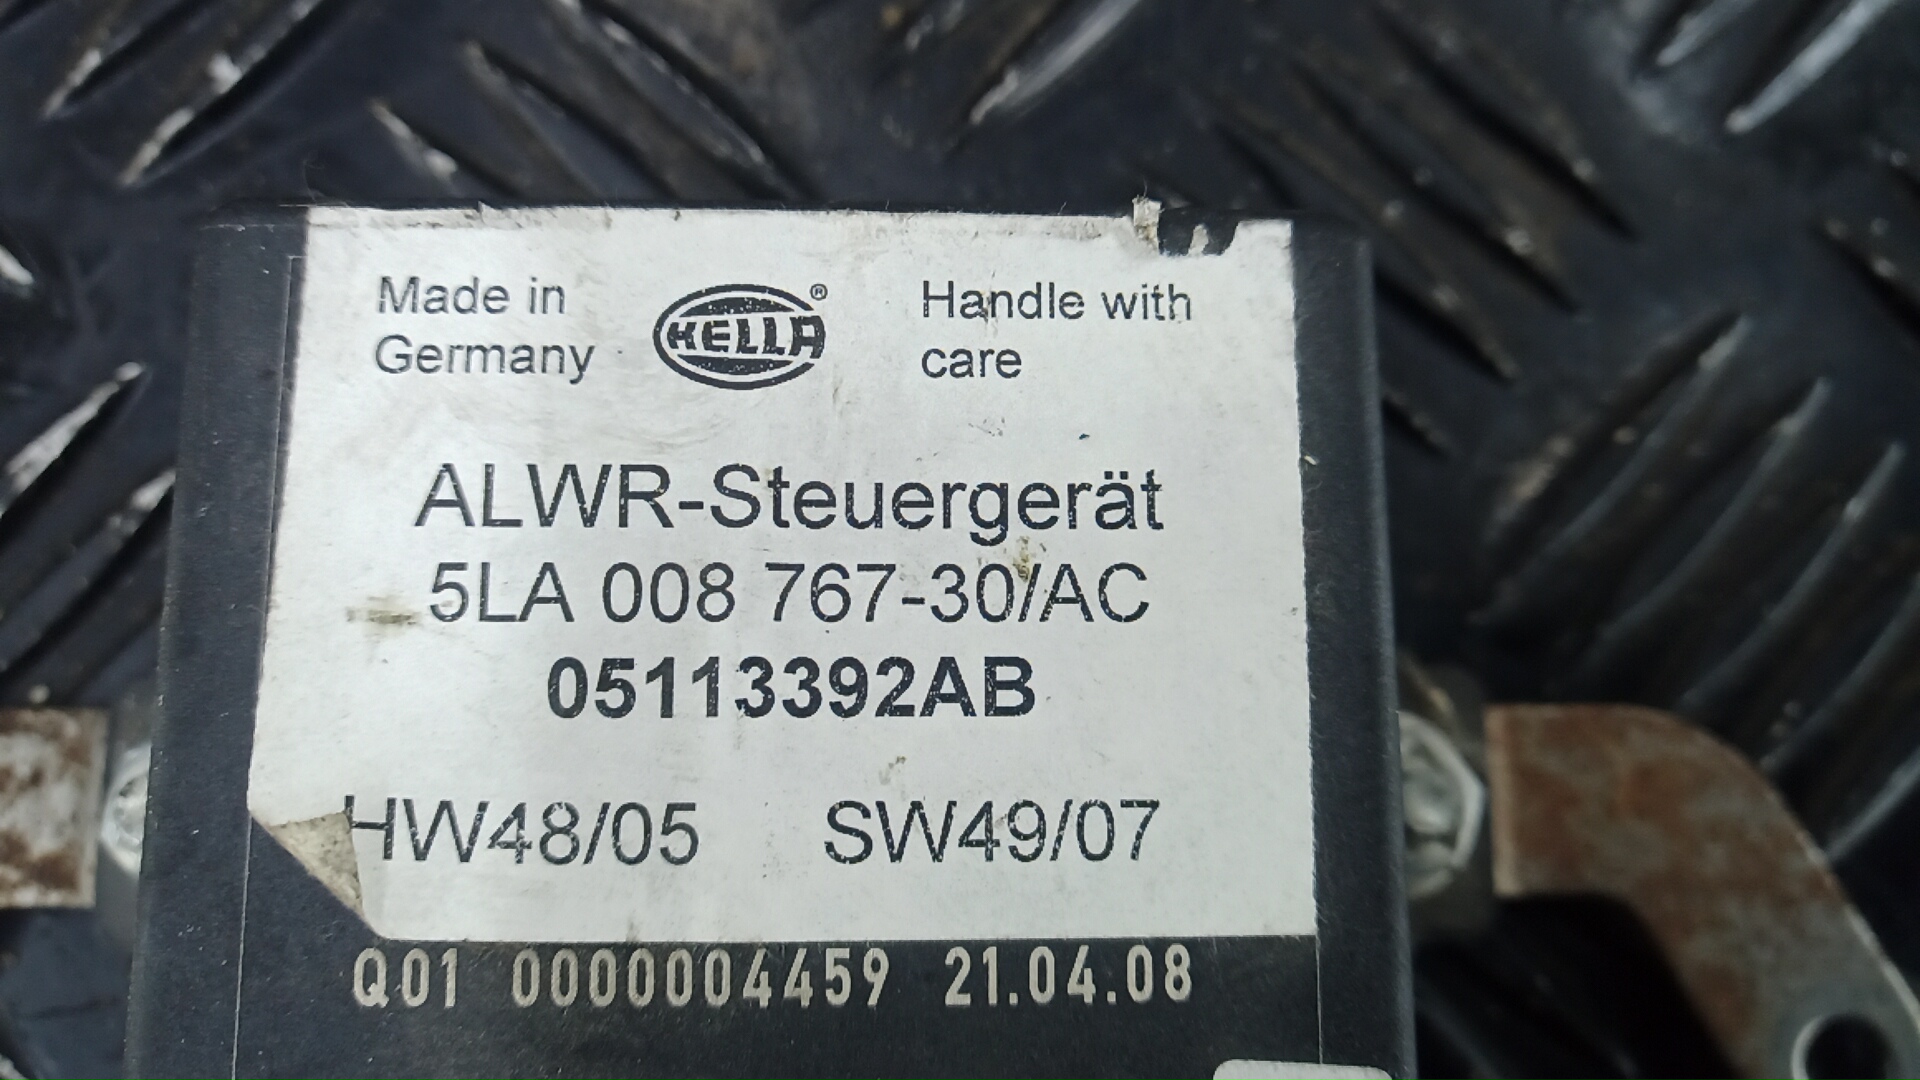 Made in
Germany
HELLA®
Handle with
care
ALWR-Steuergerät
5LA 008 767-30/AC
05113392AB
HW48/05 SW49/07
Q01 0000004459 21.04.08